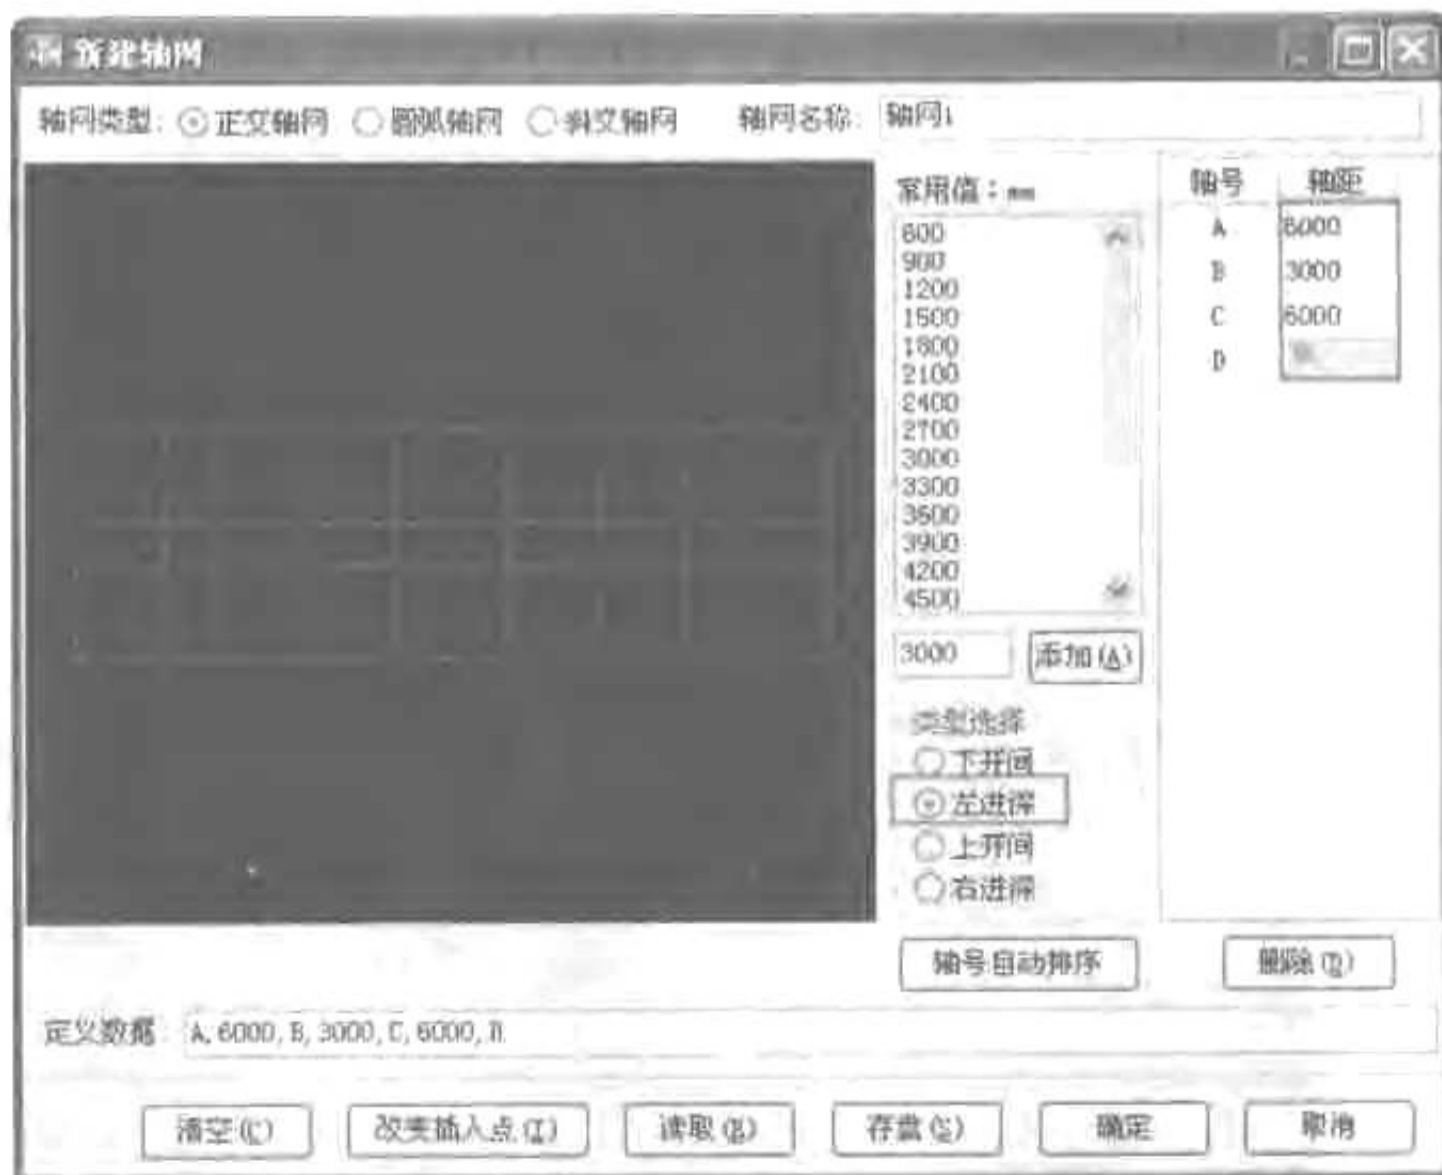 新建轴网
轴网类型: 正交轴网 圆弧轴网 斜交轴网 轴网名称: 轴网1
常用值:mm
600
900
1200
1500
1800
2100
2400
2700
3000
3300
3600
3900
4200
4500
3000 添加(A)
类型选择
下开间
左进深
上开间
右进深
轴号 轴距
A 6000
B 3000
C 6000
D
轴号自动排序 删除(D)
定义数据 A,6000,B,3000,C,6000,D
清空(C) 改变插入点(I) 读取(R) 存盘(S) 确定 取消